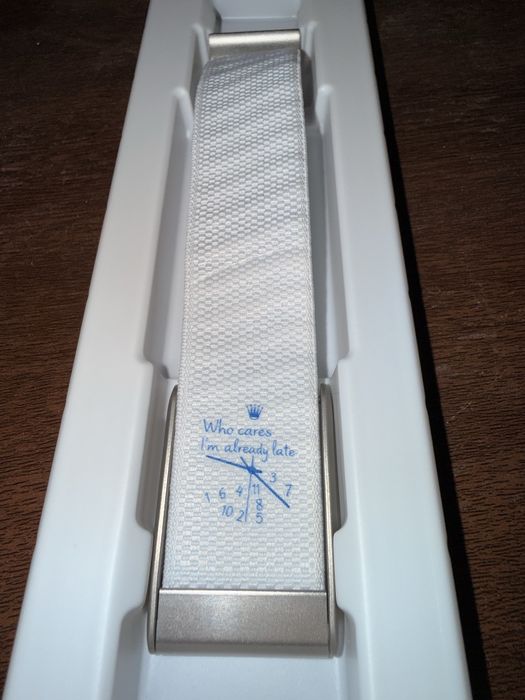 Who cares
I'm already late
3
1 6 4 11 7
10 2 8
5